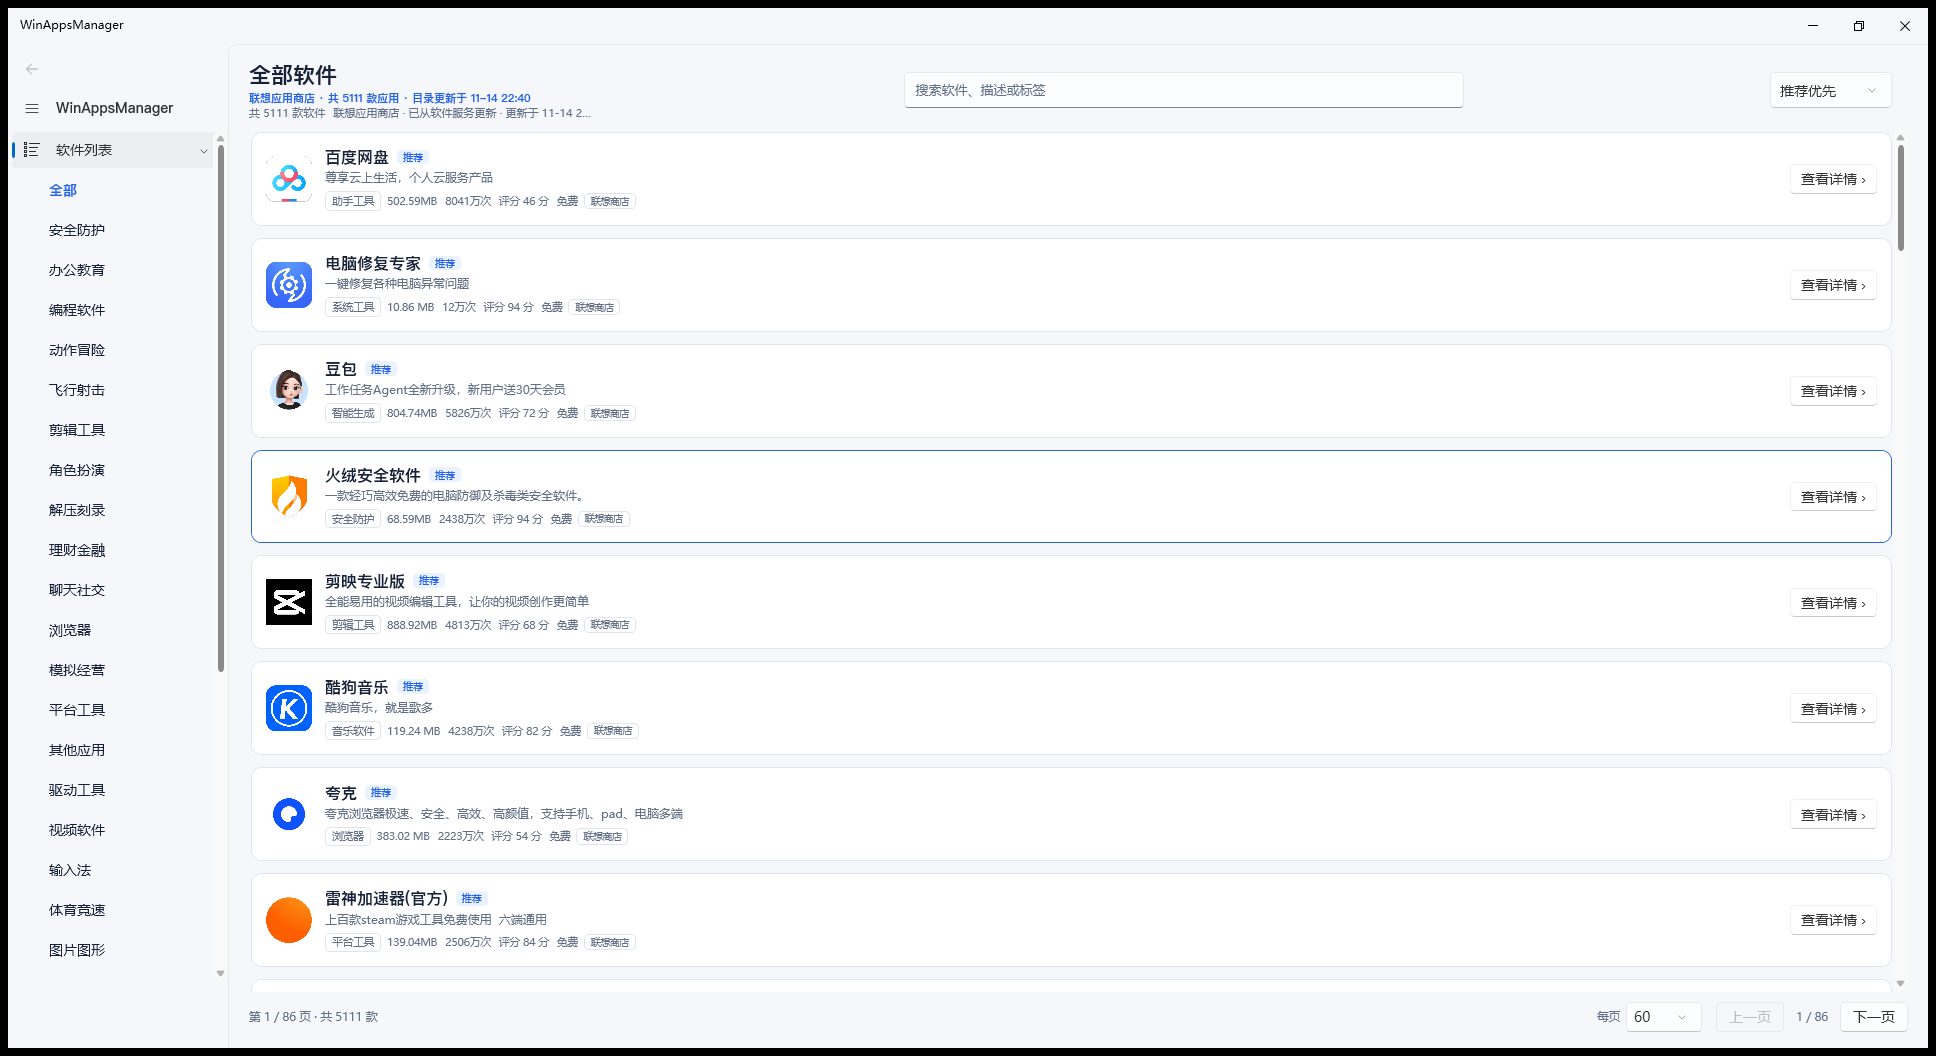 WinAppsManager
WinAppsManager
软件列表
全部
安全防护
办公教育
编程软件
动作冒险
飞行射击
剪辑工具
角色扮演
解压刻录
理财金融
聊天社交
浏览器
模拟经营
平台工具
其他应用
驱动工具
视频软件
输入法
体育竞速
图片图形
全部软件
联想应用商店 · 共 5111 款应用 · 目录更新于 11-14 22:40
共 5111 款软件 联想应用商店 · 已从软件服务更新 · 更新于 11-14 2...
搜索软件、描述或标签
推荐优先
百度网盘 推荐
尊享云上生活，个人云服务产品
助手工具 502.59MB 8041万次 评分 46 分 免费 联想商店
查看详情 ›
电脑修复专家 推荐
一键修复各种电脑异常问题
系统工具 10.86 MB 12万次 评分 94 分 免费 联想商店
查看详情 ›
豆包 推荐
工作任务Agent全新升级，新用户送30天会员
智能生成 804.74MB 5826万次 评分 72 分 免费 联想商店
查看详情 ›
火绒安全软件 推荐
一款轻巧高效免费的电脑防御及杀毒类安全软件。
安全防护 68.59MB 2438万次 评分 94 分 免费 联想商店
查看详情 ›
剪映专业版 推荐
全能易用的视频编辑工具，让你的视频创作更简单
剪辑工具 888.92MB 4813万次 评分 68 分 免费 联想商店
查看详情 ›
酷狗音乐 推荐
酷狗音乐，就是歌多
音乐软件 119.24 MB 4238万次 评分 82 分 免费 联想商店
查看详情 ›
夸克 推荐
夸克浏览器极速、安全、高效、高颜值，支持手机、pad、电脑多端
浏览器 383.02 MB 2223万次 评分 54 分 免费 联想商店
查看详情 ›
雷神加速器(官方) 推荐
上百款steam游戏工具免费使用 六端通用
平台工具 139.04MB 2506万次 评分 84 分 免费 联想商店
查看详情 ›
第 1 / 86 页 · 共 5111 款
每页 60 上一页 1 / 86 下一页